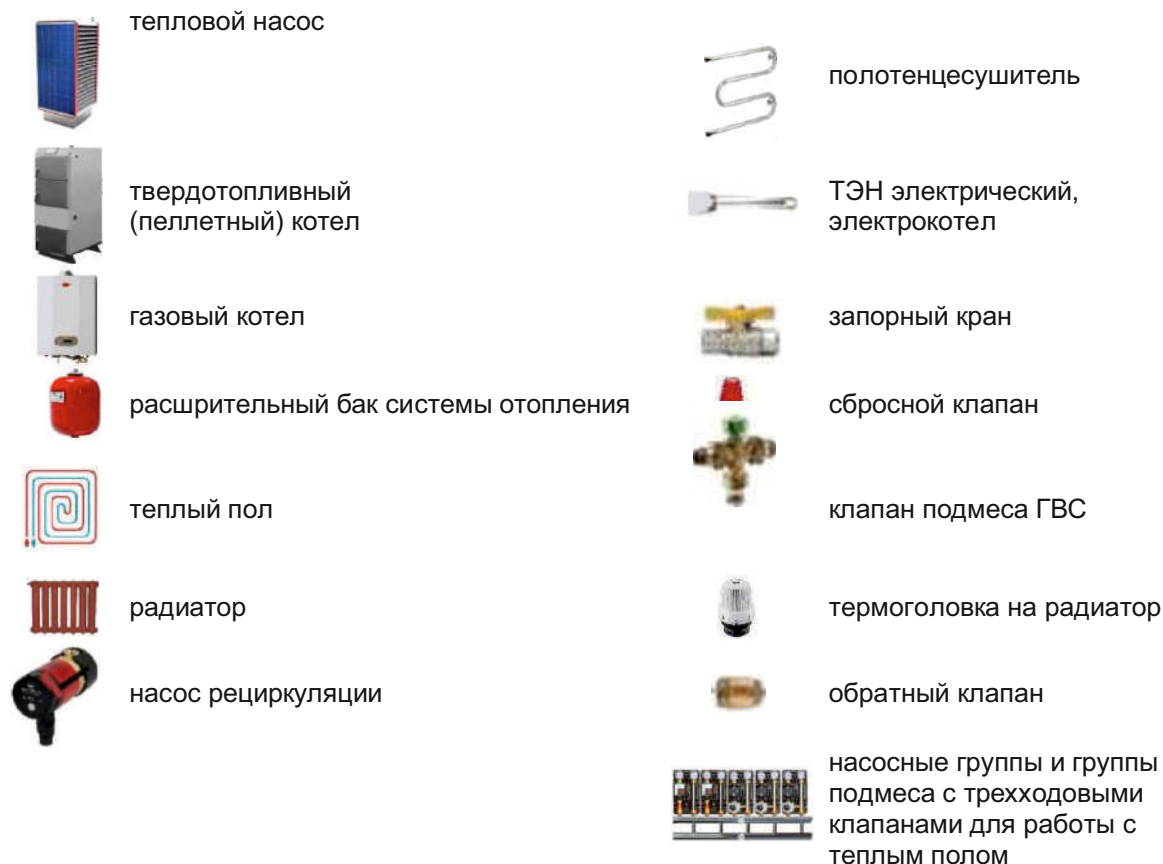 тепловой насос
твердотопливный
(пеллетный) котел
газовый котел
расшрительный бак системы отопления
теплый пол
радиатор
насос рециркуляции
полотенцесушитель
ТЭН электрический,
электрокотел
запорный кран
сбросной клапан
клапан подмеса ГВС
термоголовка на радиатор
обратный клапан
насосные группы и группы
подмеса с трехходовыми
клапанами для работы с
теплым полом